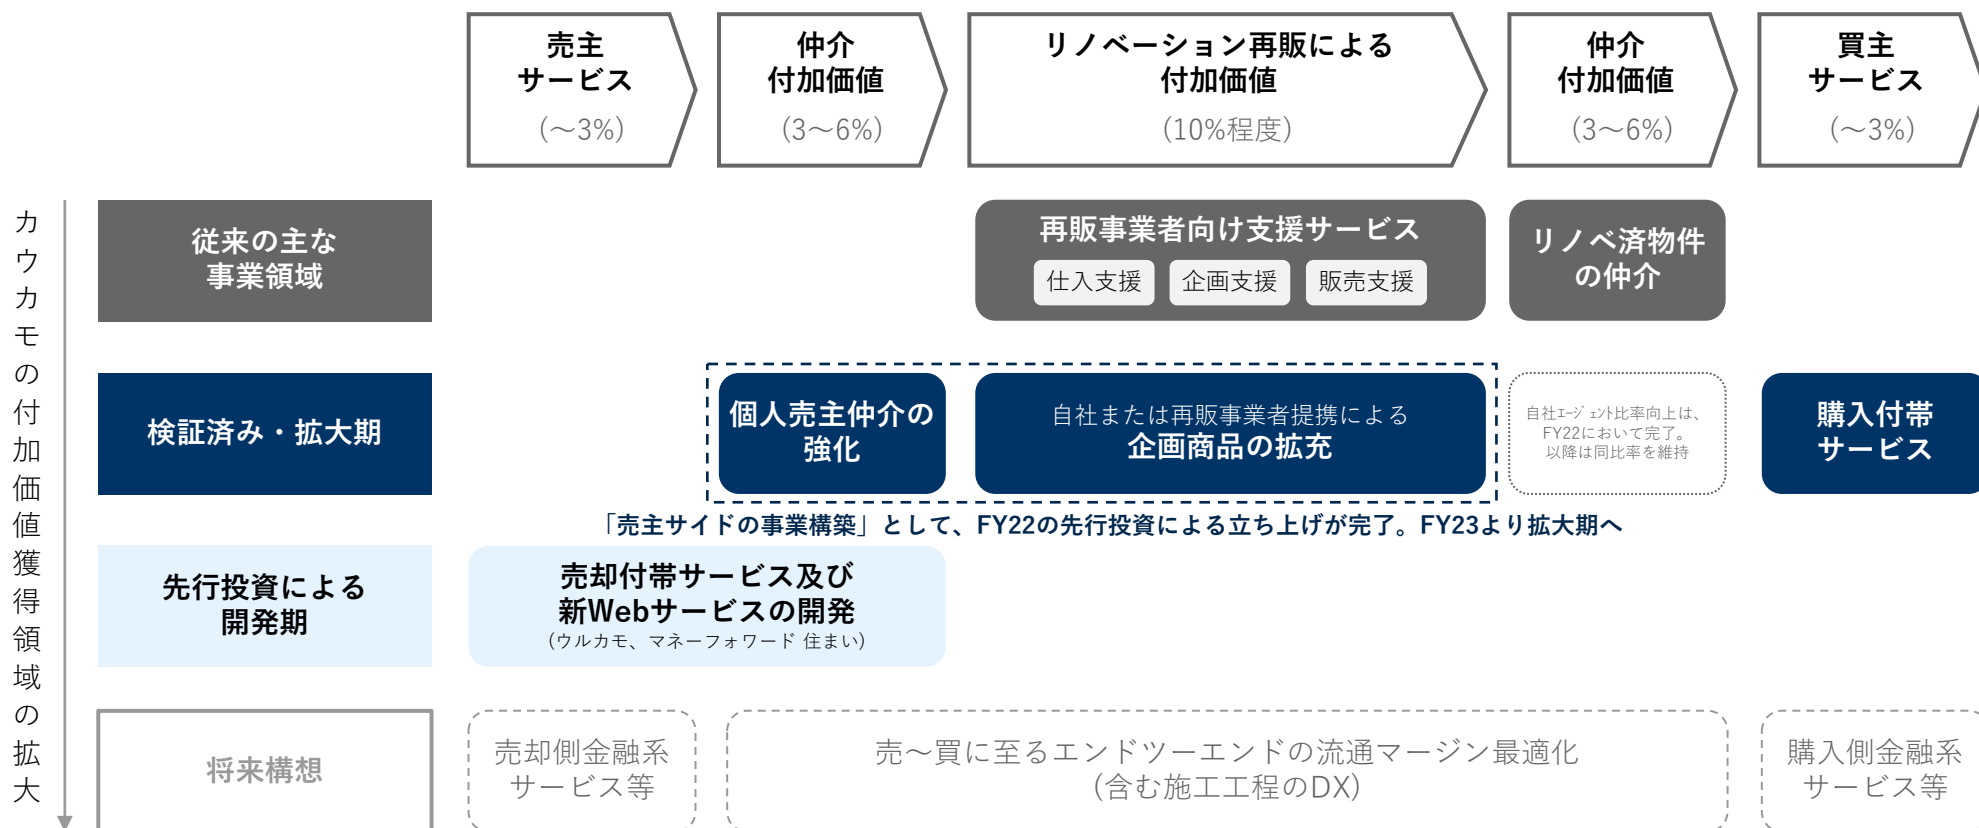 売主
サービス
(～3%)
仲介
付加価値
(3～6%)
リノベーション再販による
付加価値
(10%程度)
仲介
付加価値
(3～6%)
買主
サービス
(～3%)
カウカモの付加価値獲得領域の拡大
従来の主な
事業領域
再販事業者向け支援サービス
仕入支援
企画支援
販売支援
リノベ済物件
の仲介
検証済み・拡大期
個人売主仲介の
強化
自社または再販事業者提携による
企画商品の拡充
自社ｴｰｼﾞｪﾝﾄ比率向上は、
FY22において完了。
以降は同比率を維持
購入付帯
サービス
「売主サイドの事業構築」として、FY22の先行投資による立ち上げが完了。FY23より拡大期へ
先行投資による
開発期
売却付帯サービス及び
新Webサービスの開発
(ウルカモ、マネーフォワード 住まい)
将来構想
売却側金融系
サービス等
売～買に至るエンドツーエンドの流通マージン最適化
(含む施工工程のDX)
購入側金融系
サービス等